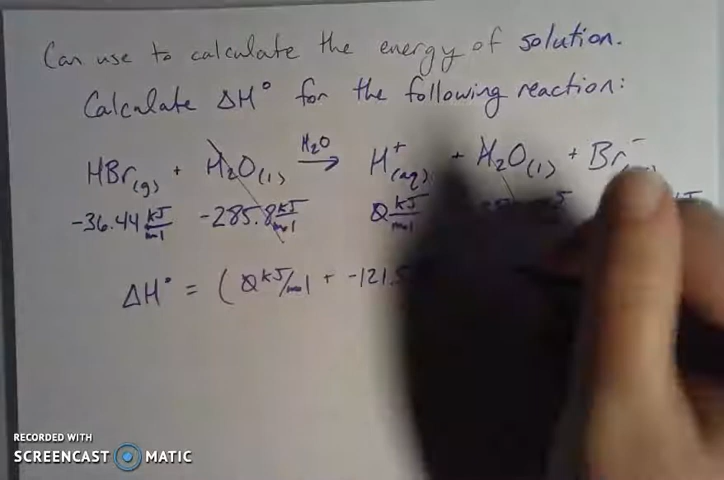 Can use to calculate the energy of solution.
Calculate ΔH° for the following reaction:
HBr(g) + H₂O(l) H₂O → H⁺(aq) + H₂O(l) + Br⁻
-36.44 kJ/mol -285.8 kJ/mol 0 kJ/mol
ΔH° = ( 0 kJ/mol + -121.5
RECORDED WITH
SCREENCAST MATIC